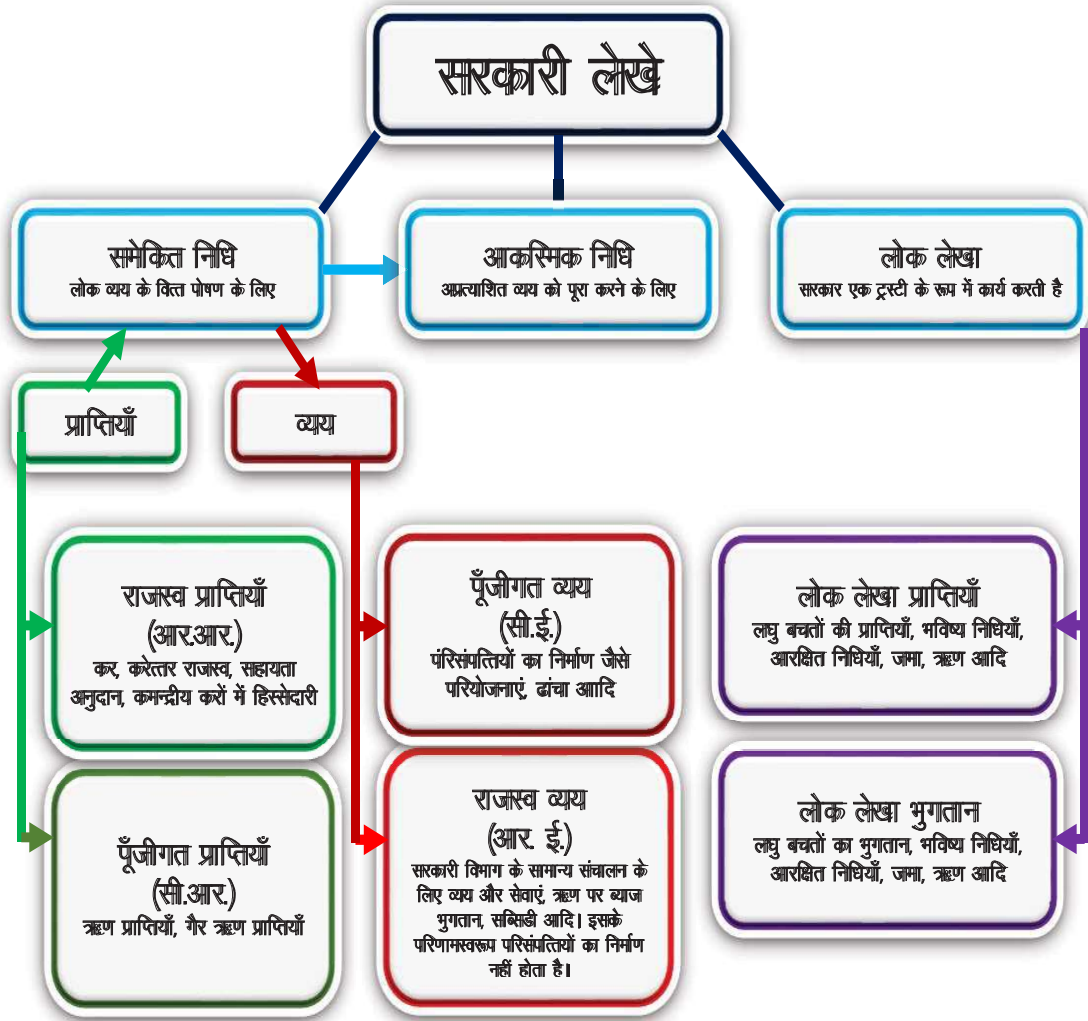 सरकारी लेखे
समेकित निधि
लोक व्यय के वित्त पोषण के लिए
आकस्मिक निधि
अप्रत्याशित व्यय को पूरा करने के लिए
लोक लेखा
सरकार एक ट्रस्टी के रूप में कार्य करती है
प्राप्तियाँ
व्यय
राजस्व प्राप्तियाँ
(आर.आर.)
कर, करेत्तर राजस्व, सहायता
अनुदान, कमन्द्रीय करों में हिस्सेदारी
पूँजीगत प्राप्तियाँ
(सी.आर.)
ऋण प्राप्तियाँ, गैर ऋण प्राप्तियाँ
पूँजीगत व्यय
(सी.ई.)
पंरिसंपत्तियों का निर्माण जैसे
परियोजनाएं, ढांचा आादि
राजस्व व्यय
(आर. ई.)
सरकारी विभाग के सामान्य संचालन के
लिए व्यय और सेवाएं, ऋण पर ब्याज
भुगतान, सब्सिडी आदि। इसके
परिणामस्वरूप परिसंपत्तियों का निर्माण
नहीं होता है।
लोक लेखा प्राप्तियाँ
लघु बचतों की प्राप्तियाँ, भविष्य निधियाँ,
आरक्षित निधियाँ, जमा, ऋण आदि
लोक लेखा भुगतान
लघु बचतों का भुगतान, भविष्य निधियाँ,
आरक्षित निधियाँ, जमा, ऋण आदि